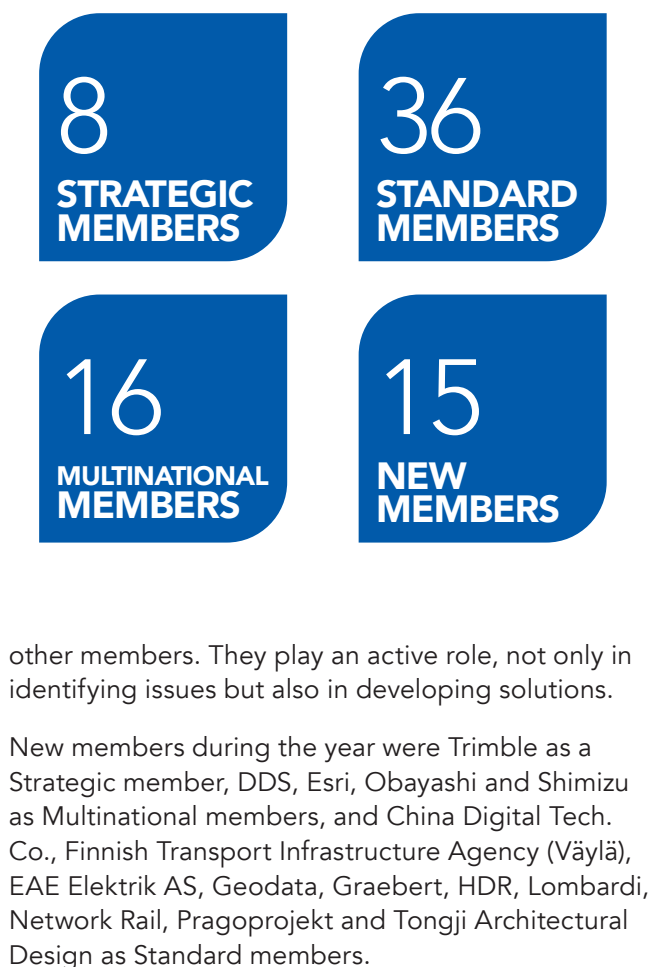 8
STRATEGIC
MEMBERS
36
STANDARD
MEMBERS
16
MULTINATIONAL
MEMBERS
15
NEW
MEMBERS
other members. They play an active role, not only in
identifying issues but also in developing solutions.
New members during the year were Trimble as a
Strategic member, DDS, Esri, Obayashi and Shimizu
as Multinational members, and China Digital Tech.
Co., Finnish Transport Infrastructure Agency (Väylä),
EAE Elektrik AS, Geodata, Graebert, HDR, Lombardi,
Network Rail, Pragoprojekt and Tongji Architectural
Design as Standard members.